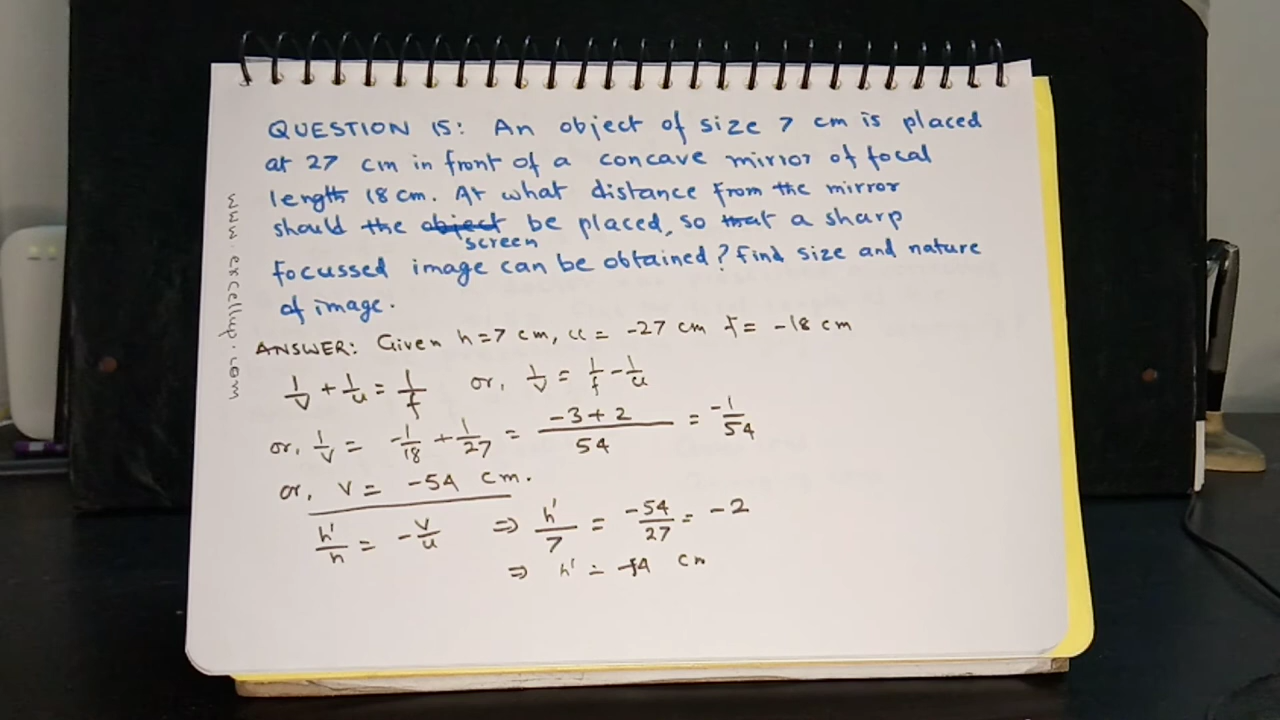 QUESTION 15: An object of size 7 cm is placed
at 27 cm in front of a concave mirror of focal
length 18 cm. At what distance from the mirror
should the object be placed, so that a sharp
screen
focussed image can be obtained? Find size and nature
of image.
ANSWER: Given h=7 cm, u = -27 cm f = -18 cm
1/v + 1/u = 1/f or, 1/v = 1/f - 1/u
or, 1/v = -1/18 + 1/27 = -3+2/54 = -1/54
or, v = -54 cm.
h'/h = -v/u ⇒ h'/7 = -54/27 = -2
⇒ h' = -14 cm
www.excellup.com